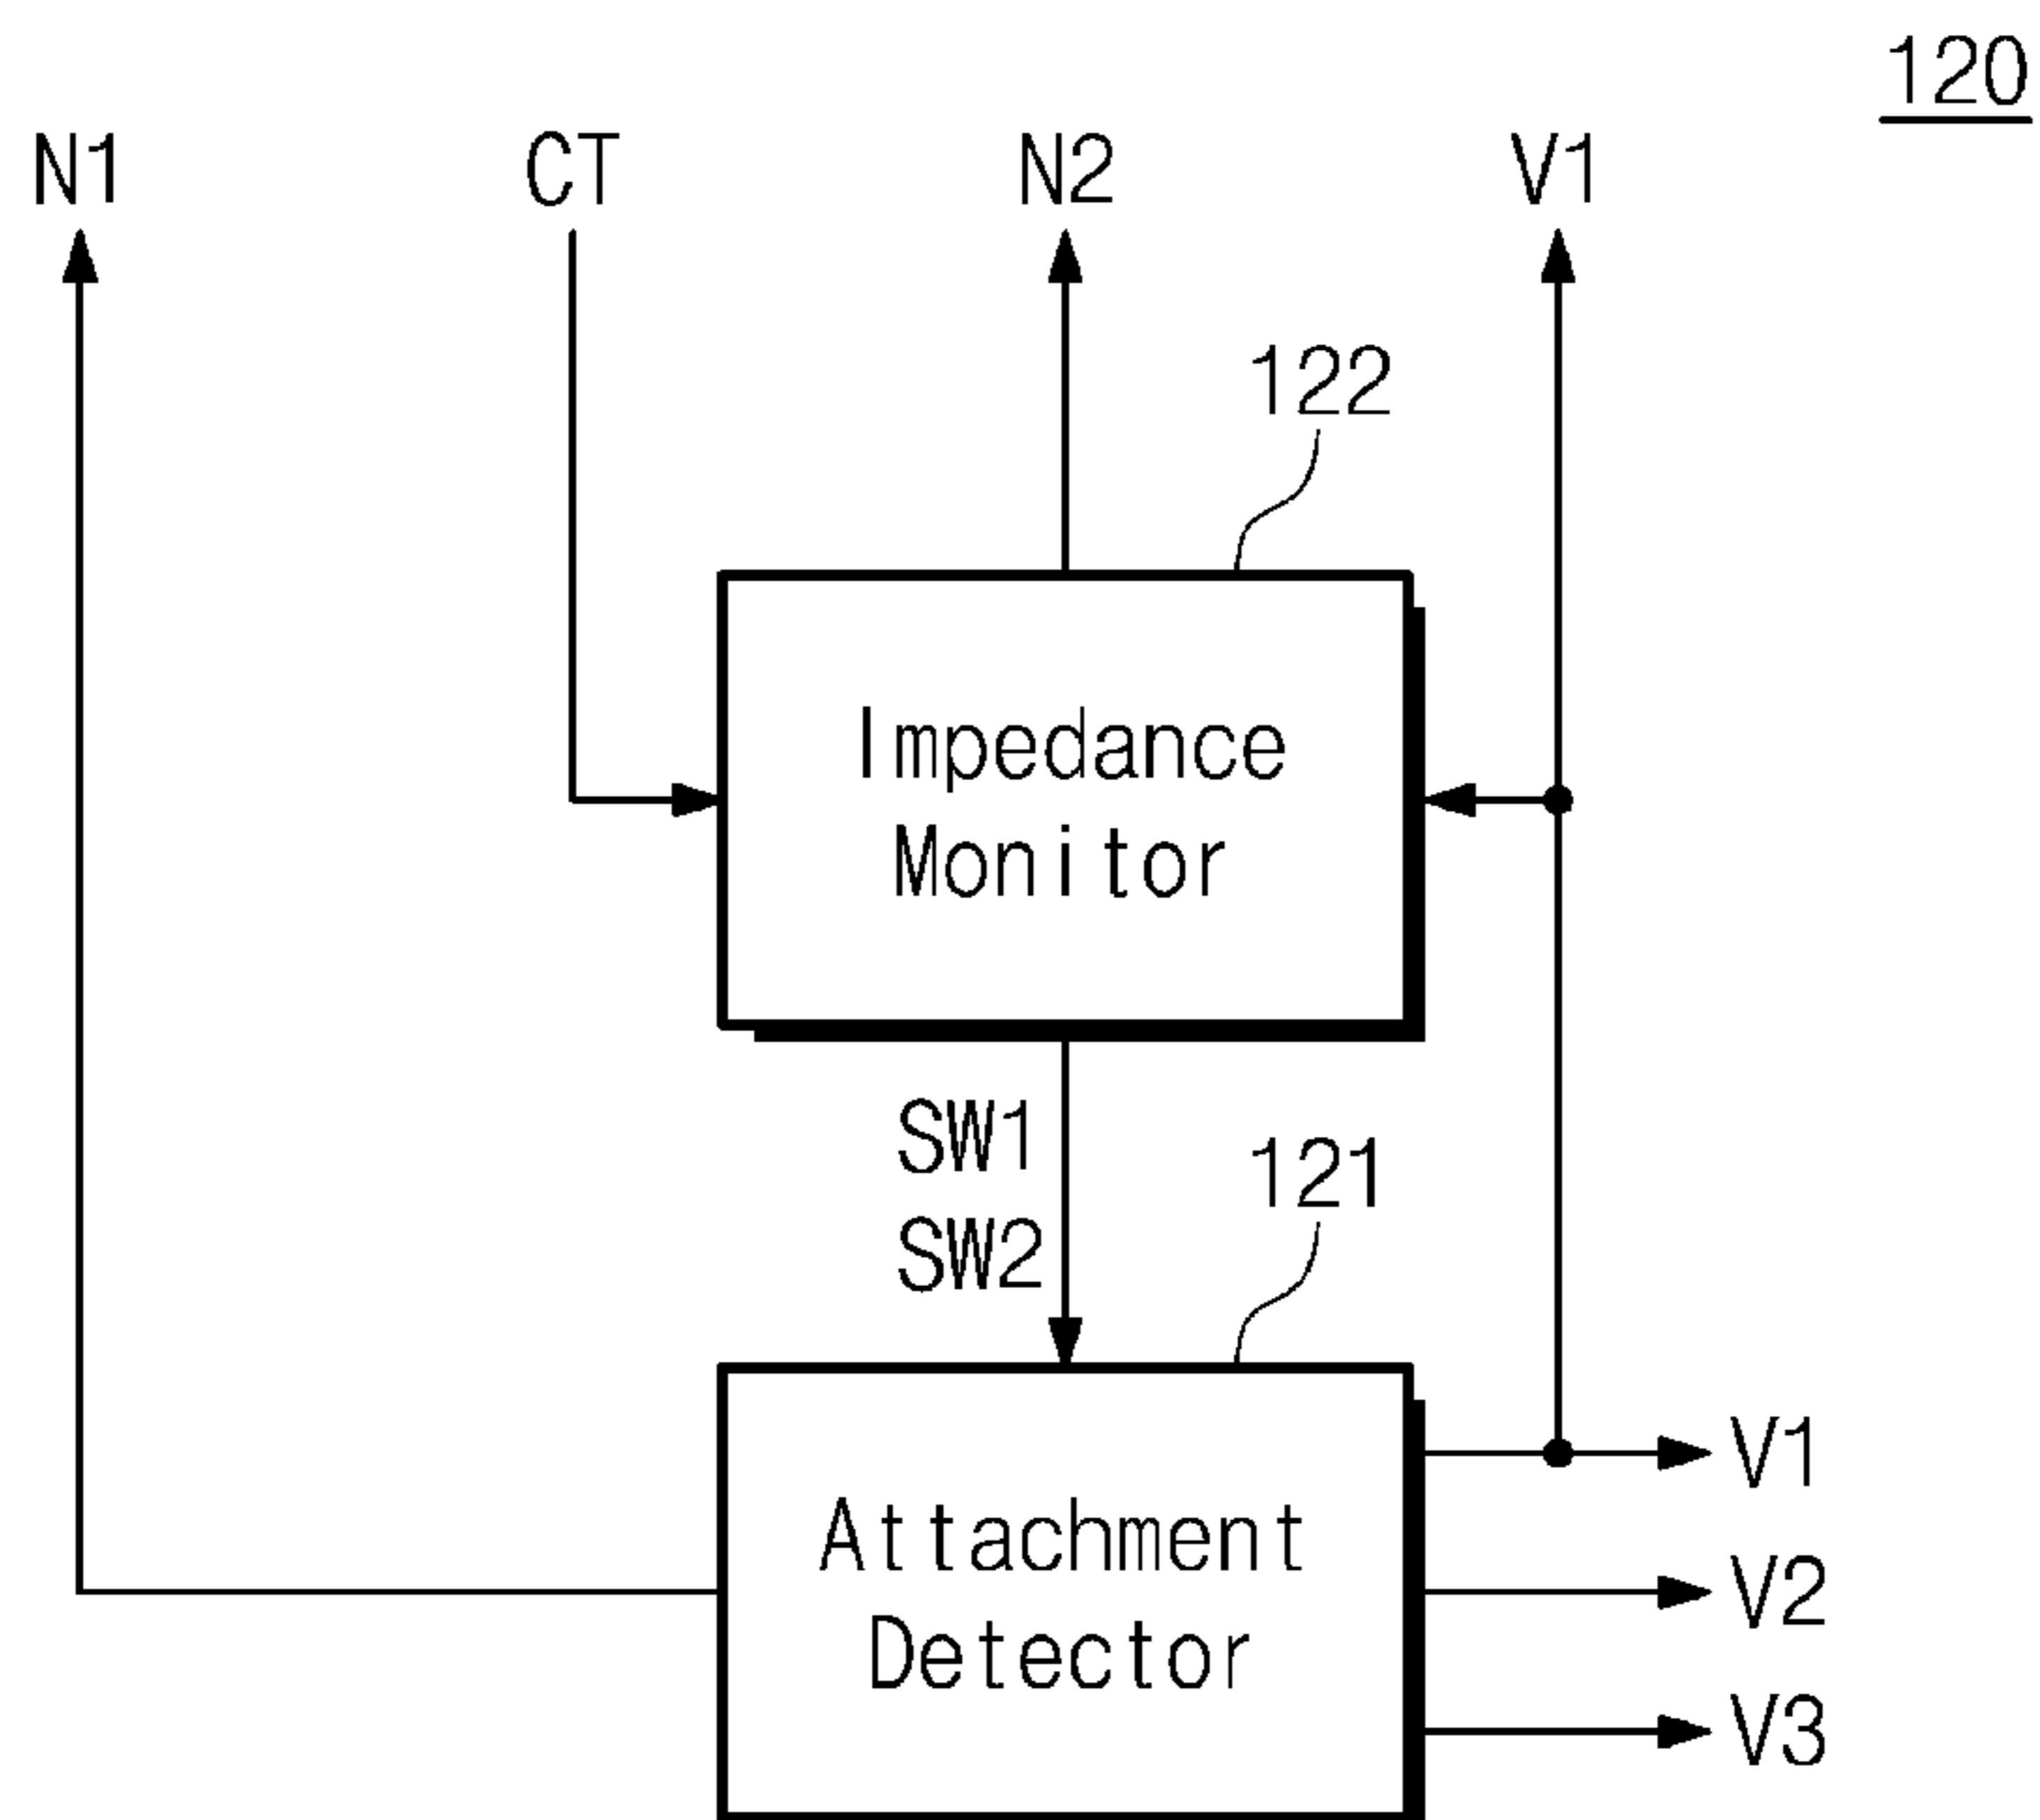 120
N1
CT
N2
V1
122
Impedance
Monitor
SW1
SW2
121
V1
Attachment
Detector
V2
V3